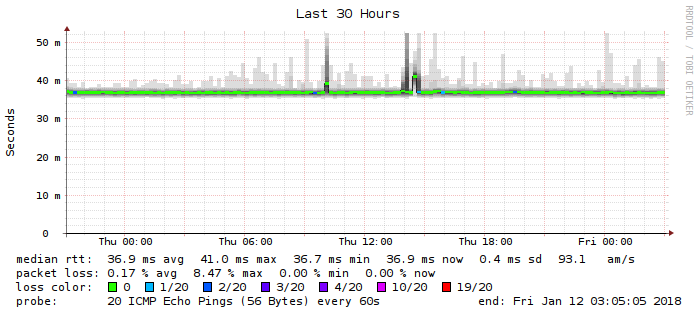 Last 30 Hours
RRDTOOL / TOBI OETIKER
Seconds
50 m
40 m
30 m
20 m
10 m
0
Thu 00:00 Thu 06:00 Thu 12:00 Thu 18:00 Fri 00:00
median rtt: 36.9 ms avg 41.0 ms max 36.7 ms min 36.9 ms now 0.4 ms sd 93.1 am/s
packet loss: 0.17 % avg 8.47 % max 0.00 % min 0.00 % now
loss color: 0 1/20 2/20 3/20 4/20 10/20 19/20
probe: 20 ICMP Echo Pings (56 Bytes) every 60s end: Fri Jan 12 03:05:05 2018